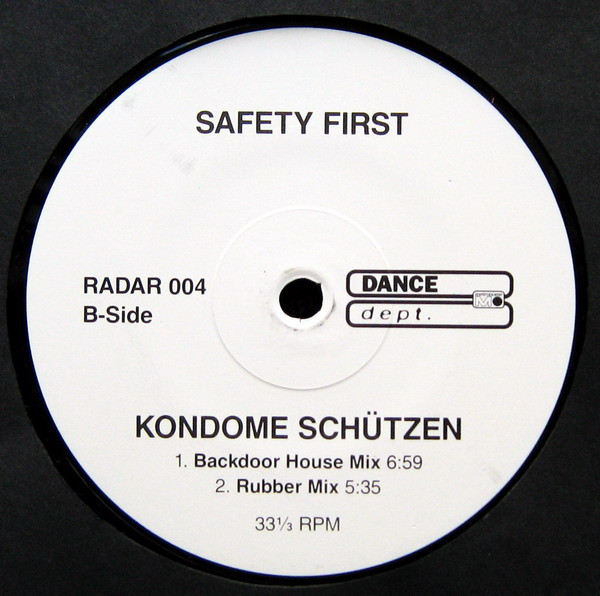 SAFETY FIRST
RADAR 004
B-Side
DANCE
dept.
KONDOME SCHÜTZEN
1. Backdoor House Mix 6:59
2. Rubber Mix 5:35
33⅓ RPM